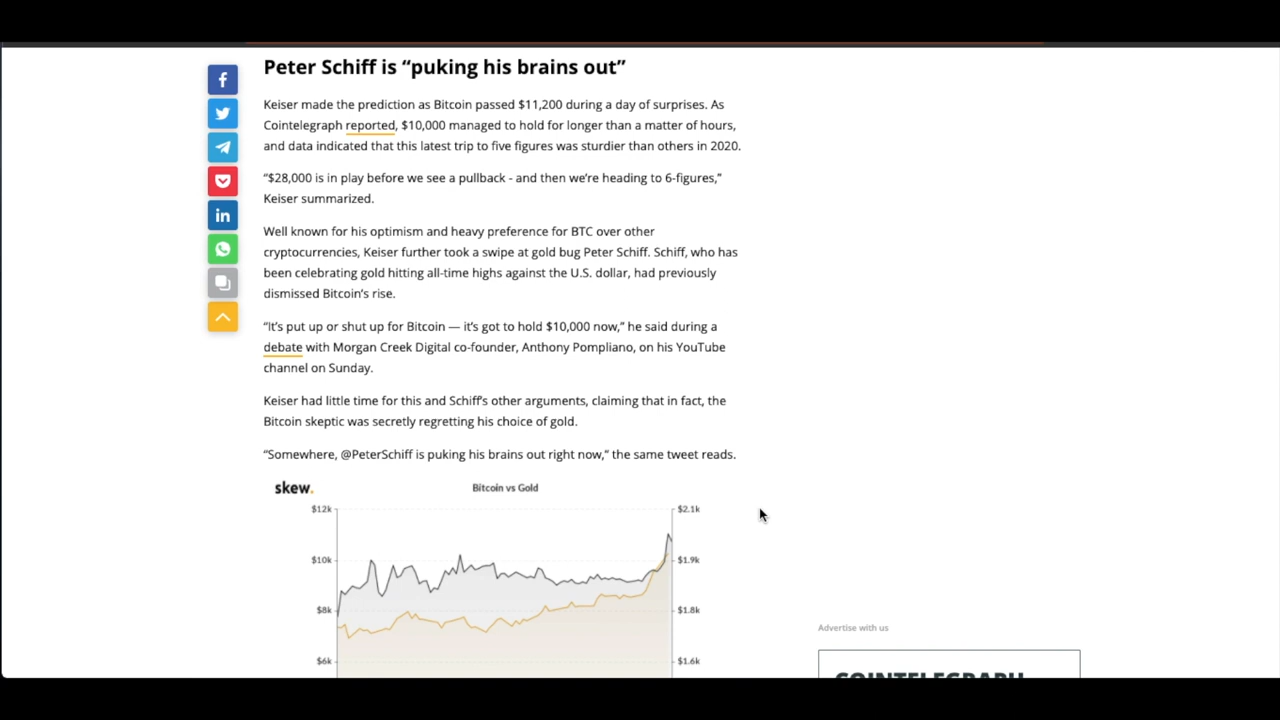 Peter Schiff is “puking his brains out”
Keiser made the prediction as Bitcoin passed $11,200 during a day of surprises. As
Cointelegraph reported, $10,000 managed to hold for longer than a matter of hours,
and data indicated that this latest trip to five figures was sturdier than others in 2020.
“$28,000 is in play before we see a pullback - and then we’re heading to 6-figures,”
Keiser summarized.
Well known for his optimism and heavy preference for BTC over other
cryptocurrencies, Keiser further took a swipe at gold bug Peter Schiff. Schiff, who has
been celebrating gold hitting all-time highs against the U.S. dollar, had previously
dismissed Bitcoin’s rise.
“It’s put up or shut up for Bitcoin — it’s got to hold $10,000 now,” he said during a
debate with Morgan Creek Digital co-founder, Anthony Pompliano, on his YouTube
channel on Sunday.
Keiser had little time for this and Schiff’s other arguments, claiming that in fact, the
Bitcoin skeptic was secretly regretting his choice of gold.
“Somewhere, @PeterSchiff is puking his brains out right now,” the same tweet reads.
skew.
Bitcoin vs Gold
$12k
$2.1k
$10k
$1.9k
$8k
$1.8k
$6k
$1.6k
Advertise with us
COINTELEGRAPH